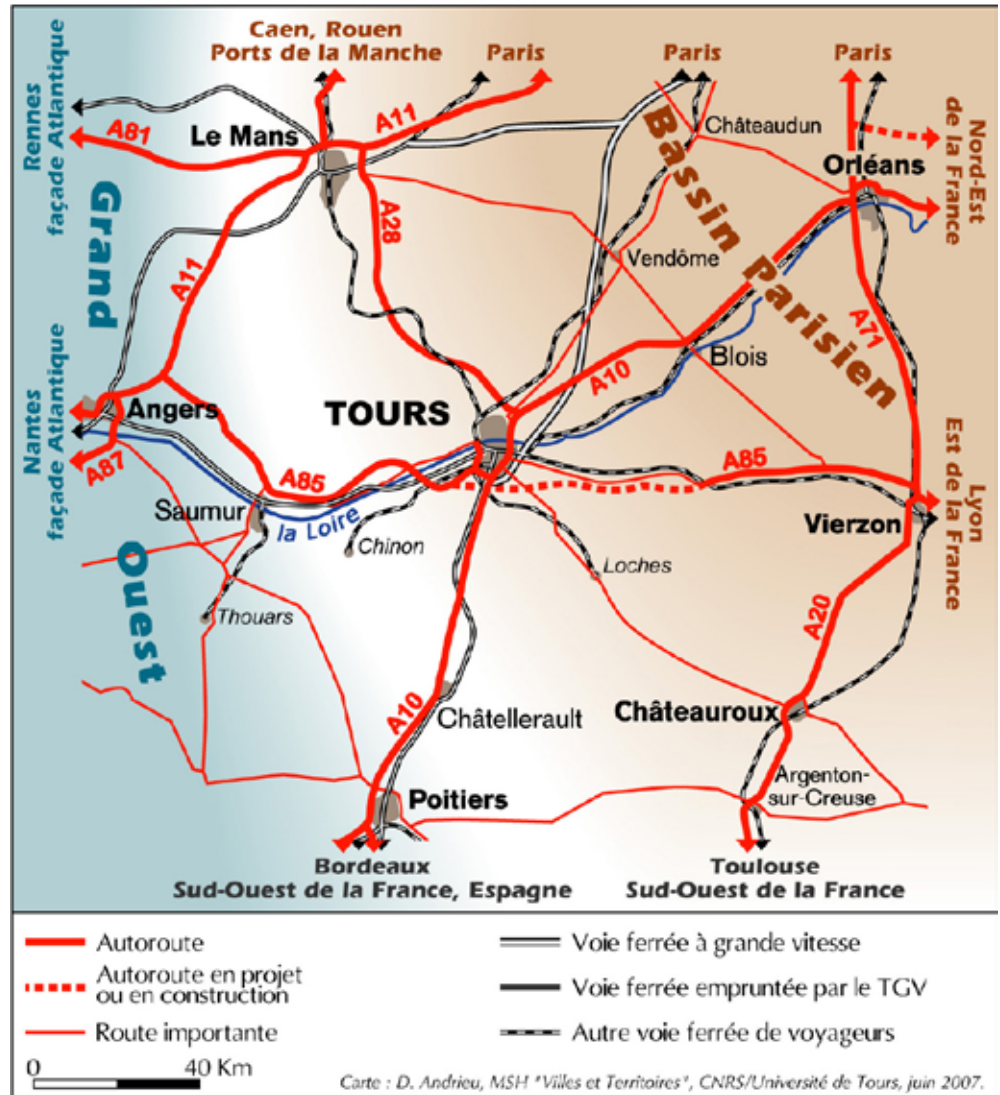 Caen, Rouen
Ports de la Manche
Paris
Paris
Paris
Rennes
façade Atlantique
A81
Le Mans
A11
Châteaudun
Orléans
Nord-Est
de la France
Grand
Bassin Parisien
A28
A11
Vendôme
A71
Nantes
façade Atlantique
Angers
A87
TOURS
A10
Blois
A85
A85
Saumur
la Loire
Chinon
Loches
Vierzon
Lyon
Est de la France
Ouest
Thouars
A20
A10
Châtellerault
Châteauroux
Poitiers
Argenton-
sur-Creuse
Bordeaux
Sud-Ouest de la France, Espagne
Toulouse
Sud-Ouest de la France
Autoroute
Autoroute en projet
ou en construction
Route importante
Voie ferrée à grande vitesse
Voie ferrée empruntée par le TGV
Autre voie ferrée de voyageurs
0 40 Km
Carte : D. Andrieu, MSH "Villes et Territoires", CNRS/Université de Tours, juin 2007.